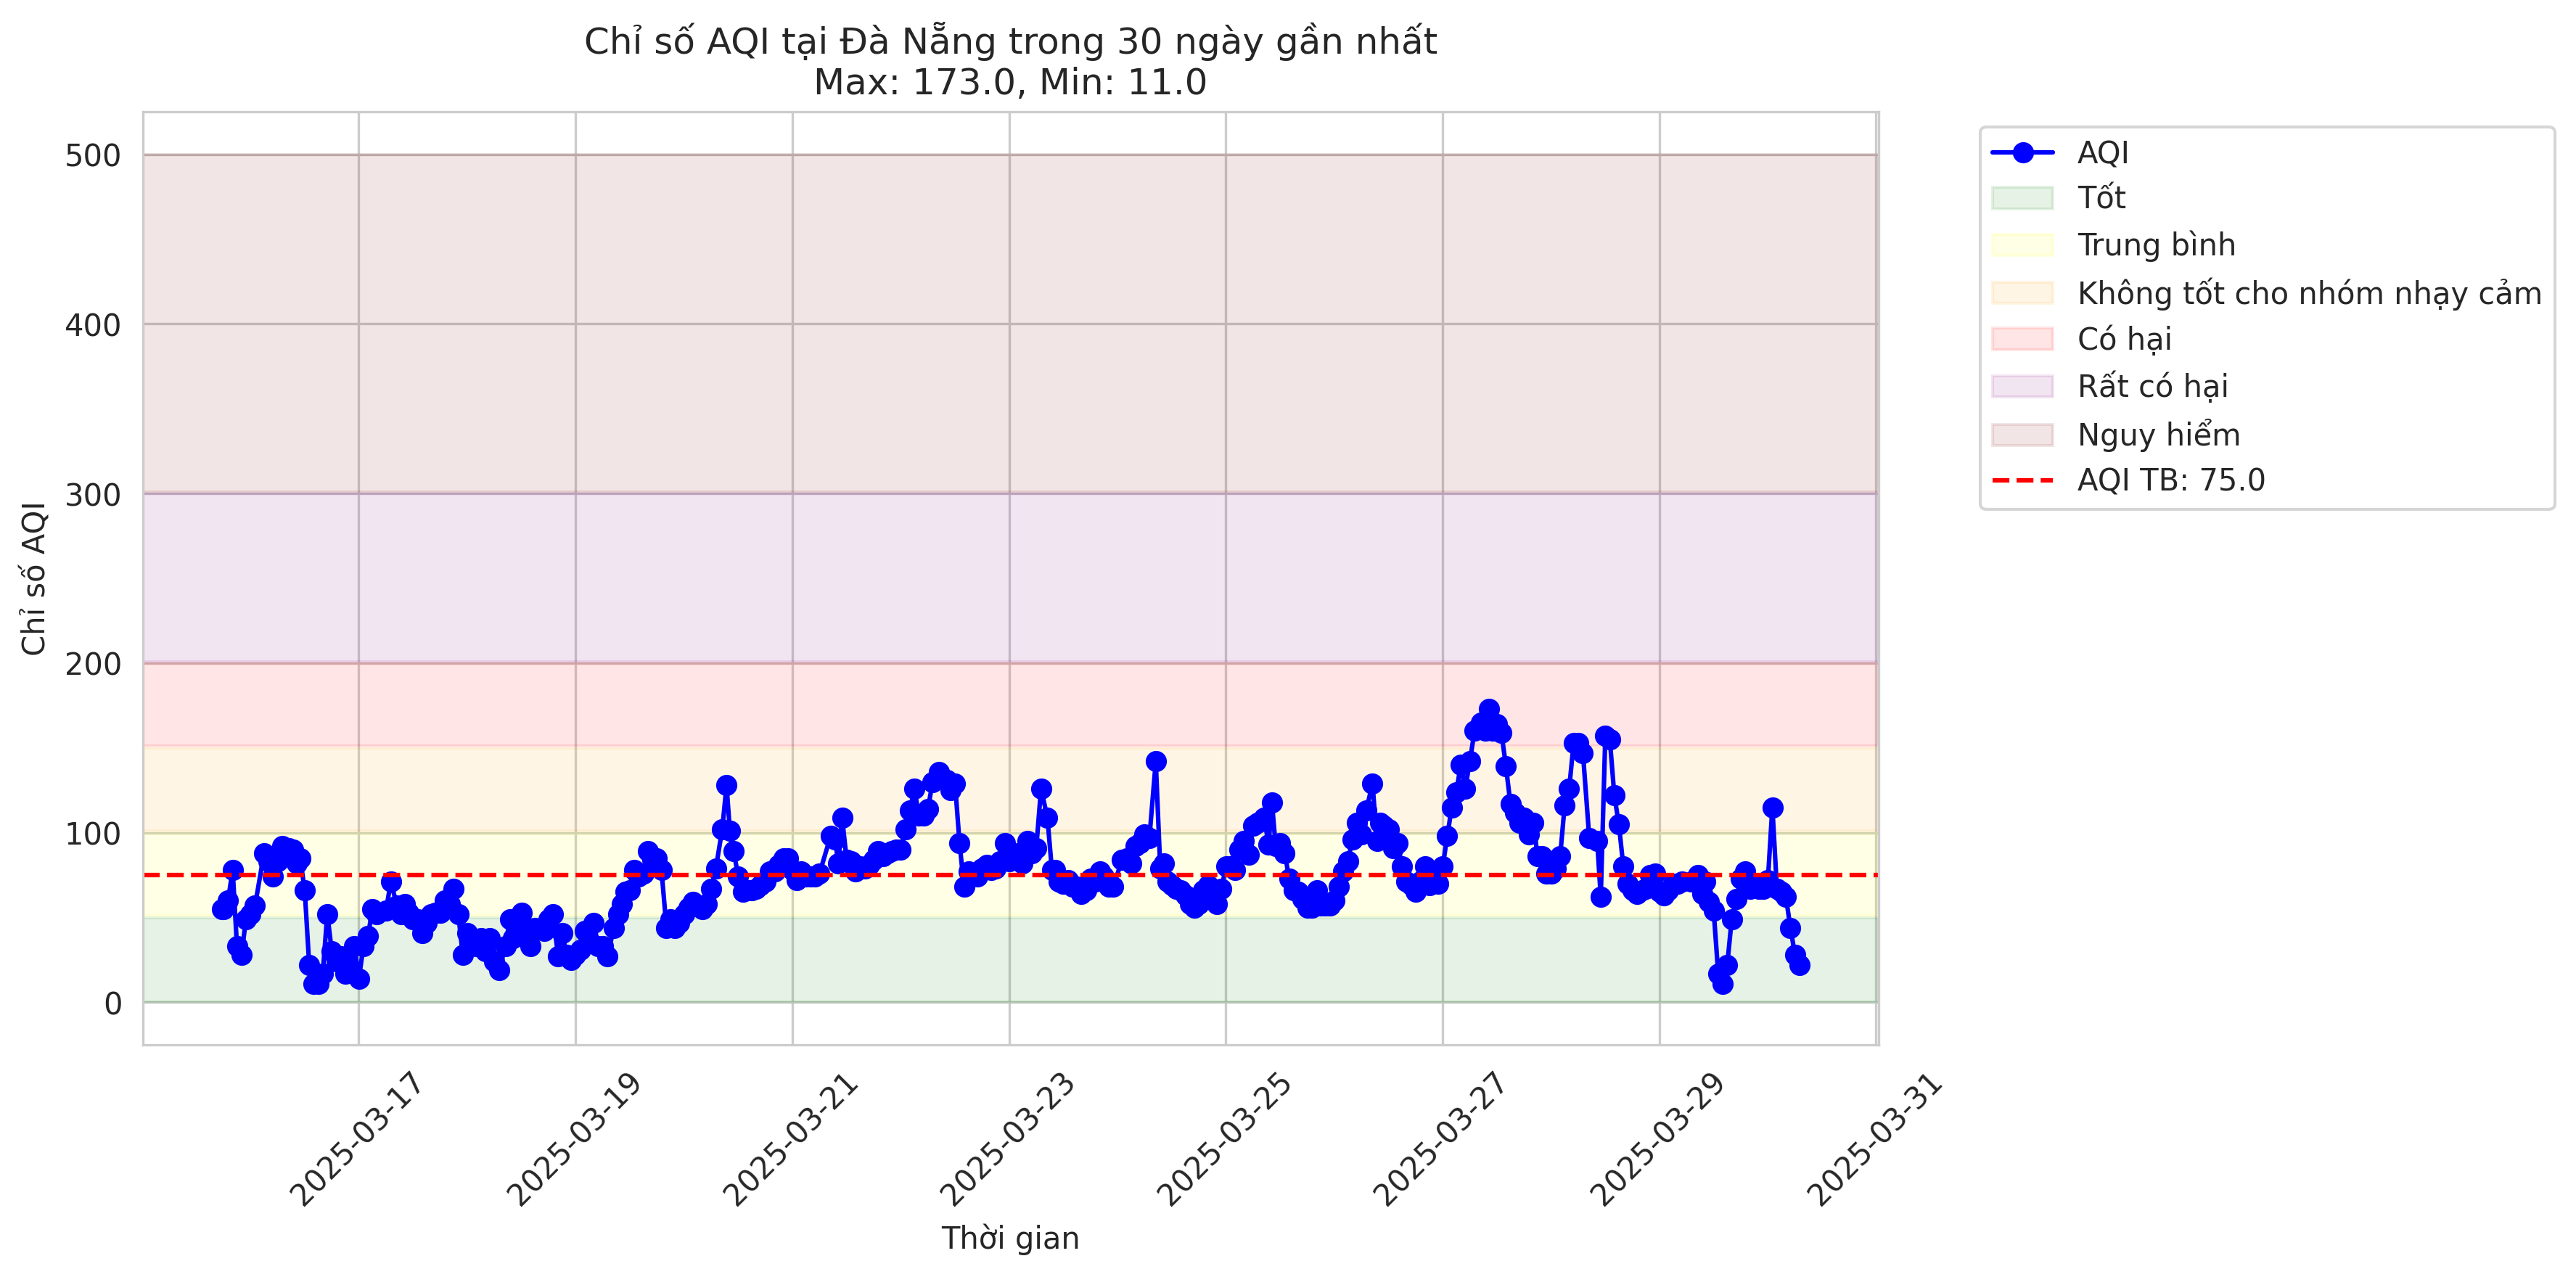 Chỉ số AQI tại Đà Nẵng trong 30 ngày gần nhất
Max: 173.0, Min: 11.0
Chỉ số AQI
500
400
300
200
100
0
2025-03-17
2025-03-19
2025-03-21
2025-03-23
2025-03-25
2025-03-27
2025-03-29
2025-03-31
Thời gian
AQI
Tốt
Trung bình
Không tốt cho nhóm nhạy cảm
Có hại
Rất có hại
Nguy hiểm
AQI TB: 75.0